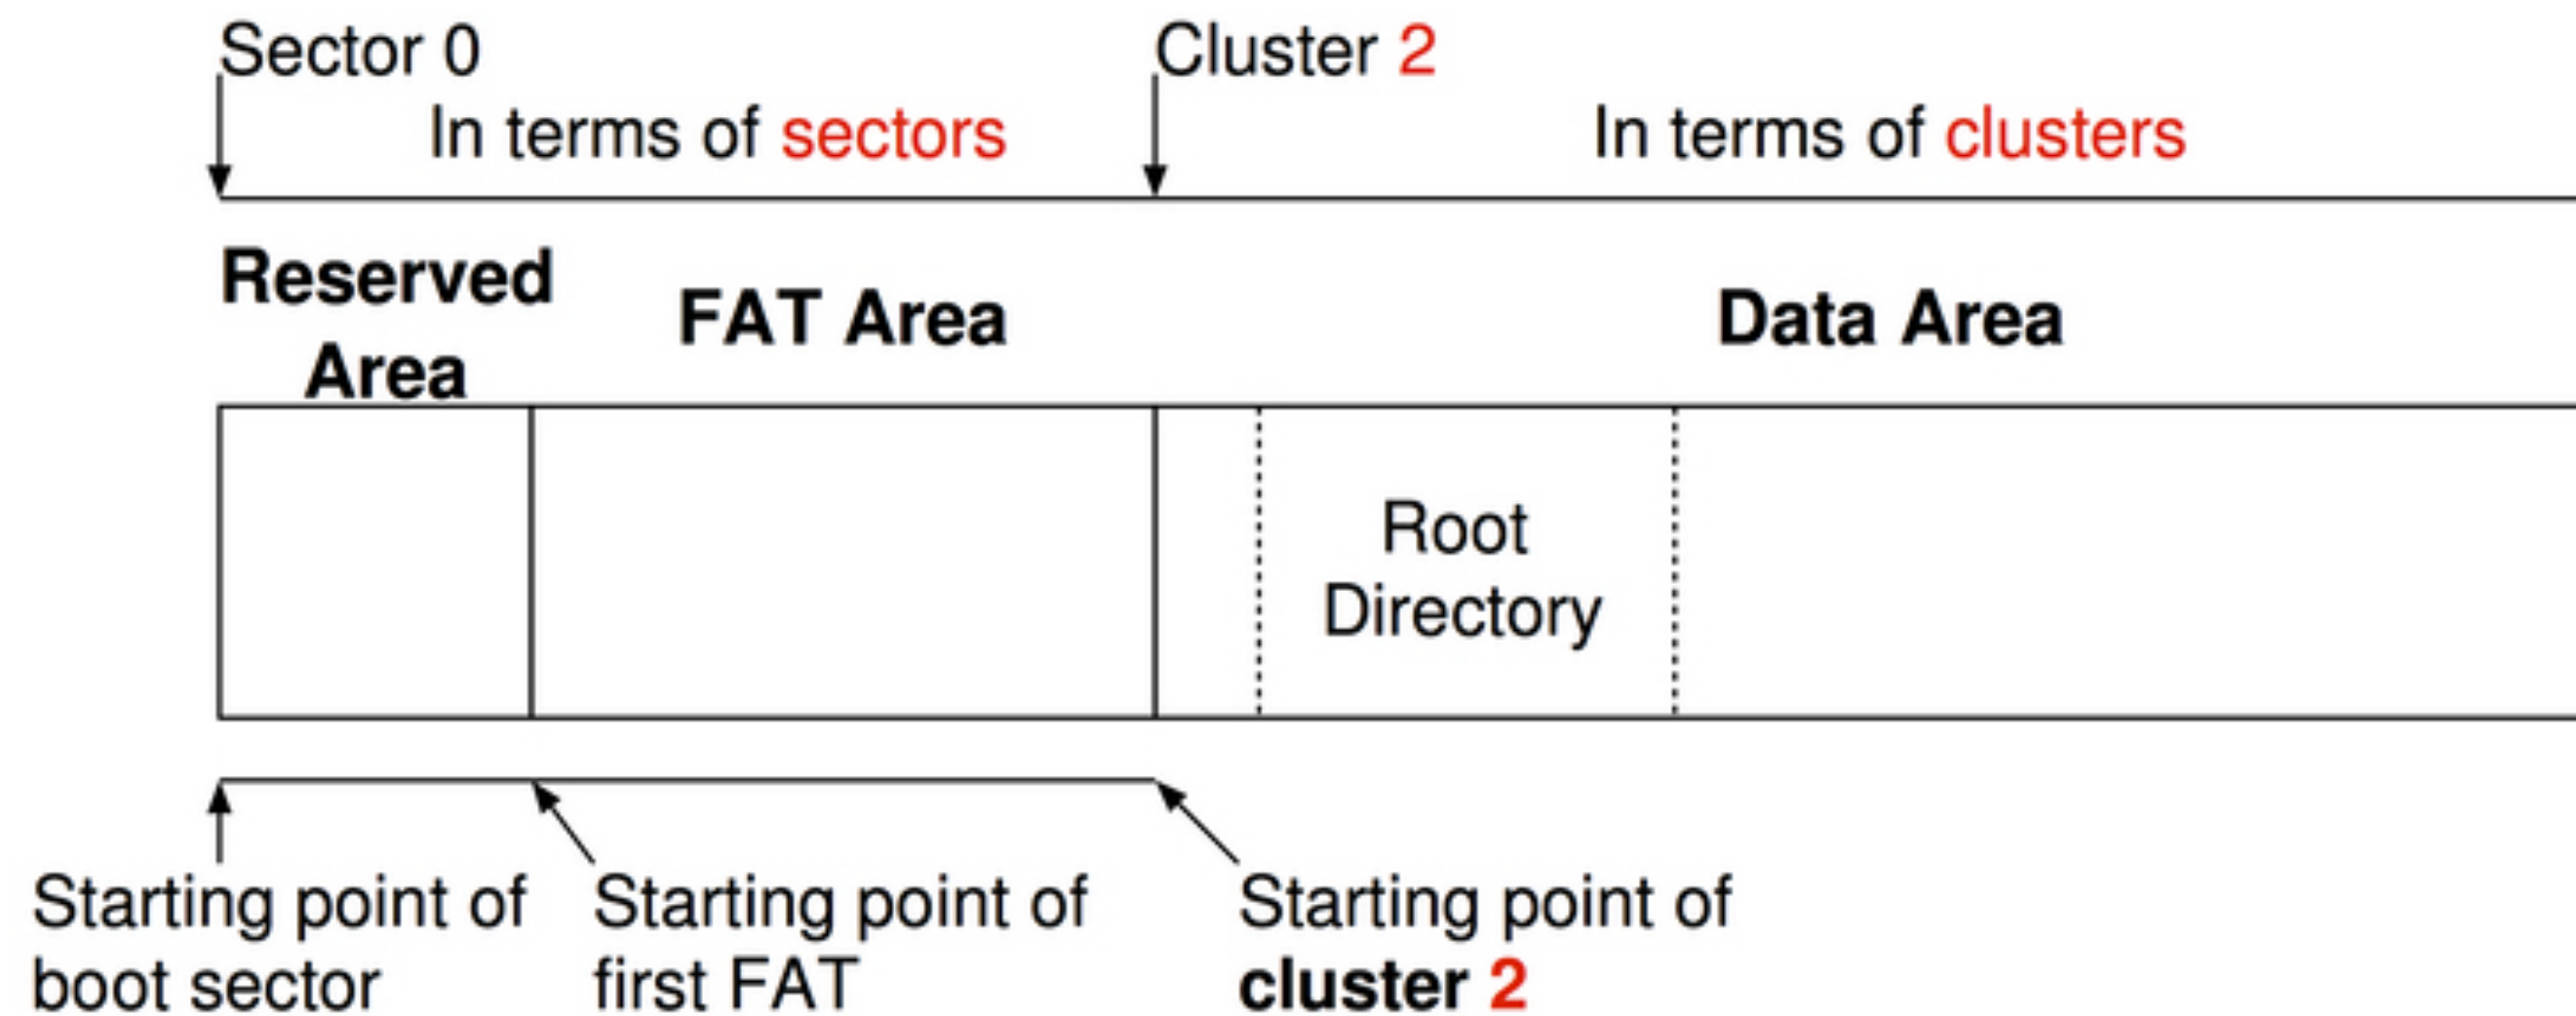 Sector 0
Cluster 2
In terms of sectors
In terms of clusters
Reserved
Area
FAT Area
Data Area
Root
Directory
Starting point of
boot sector
Starting point of
first FAT
Starting point of
cluster 2